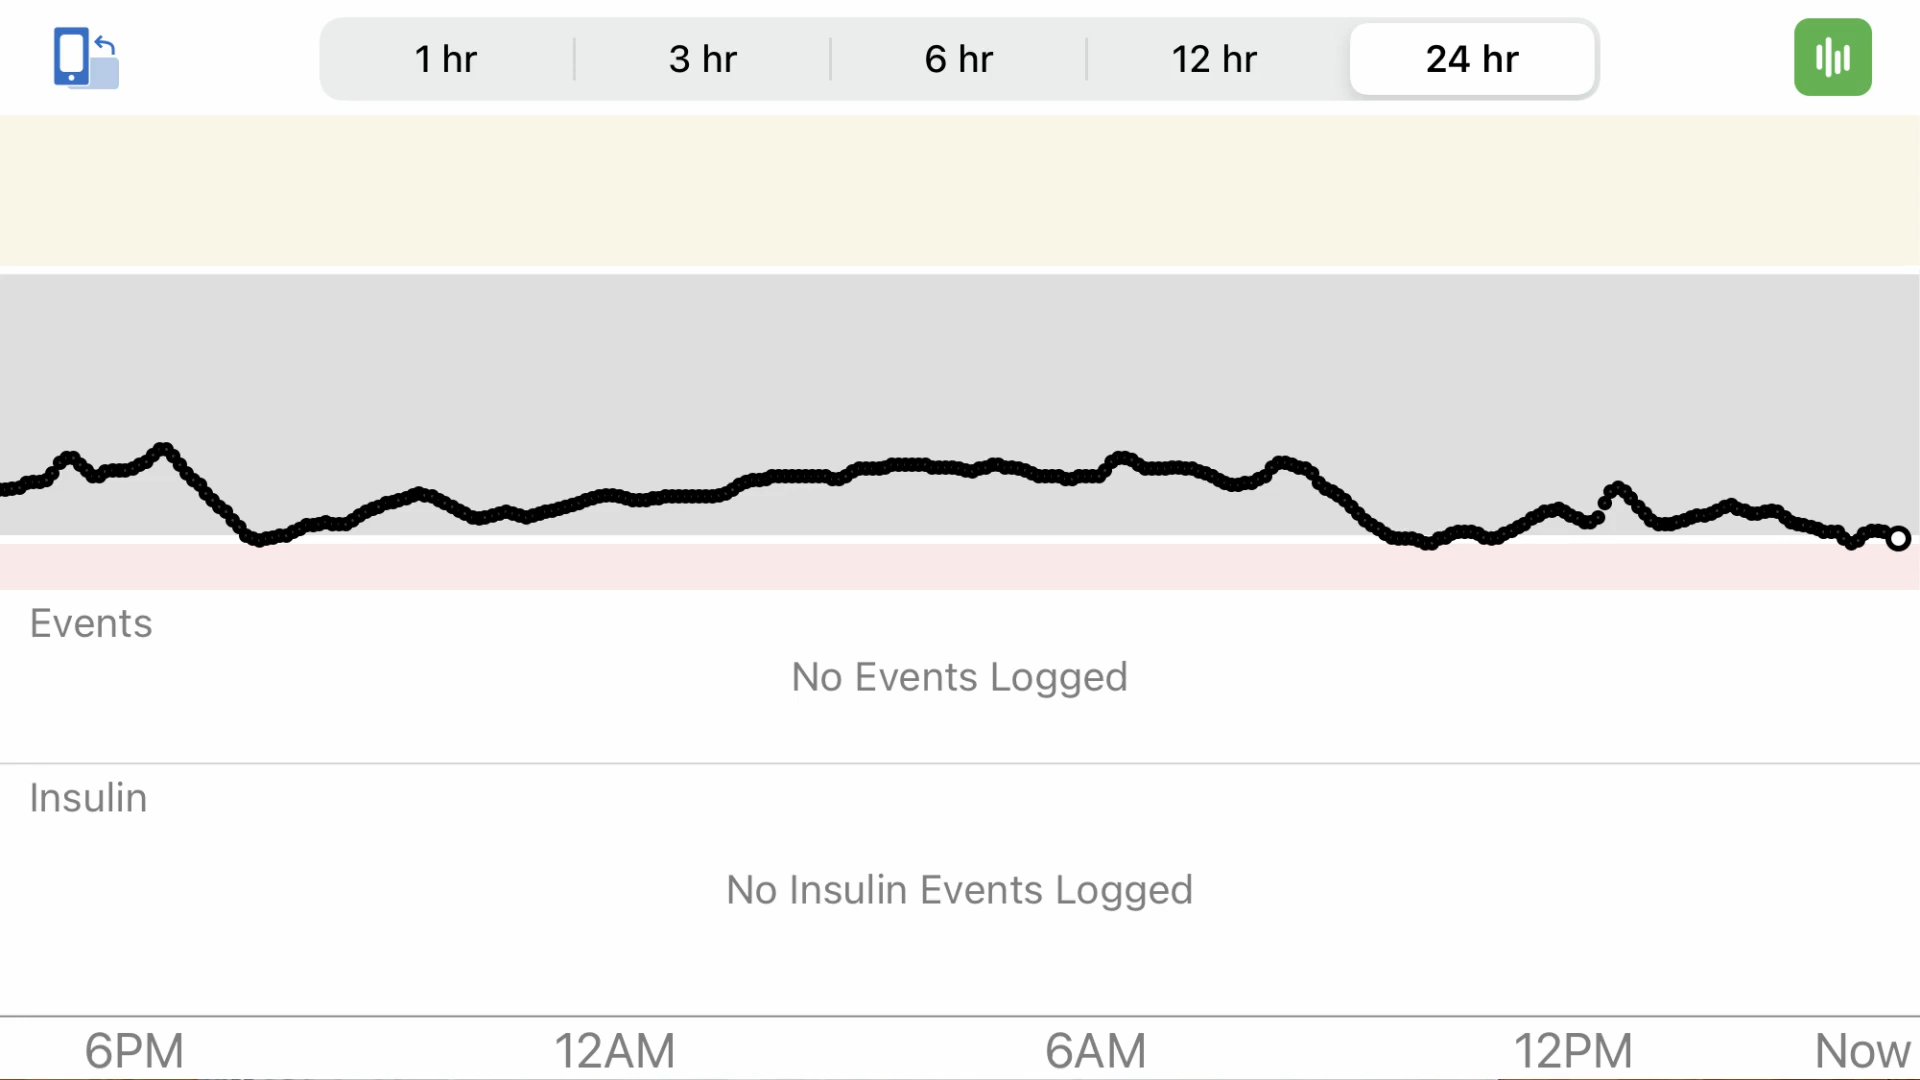 1 hr 3 hr 6 hr 12 hr 24 hr
Events
No Events Logged
Insulin
No Insulin Events Logged
6PM 12AM 6AM 12PM Now